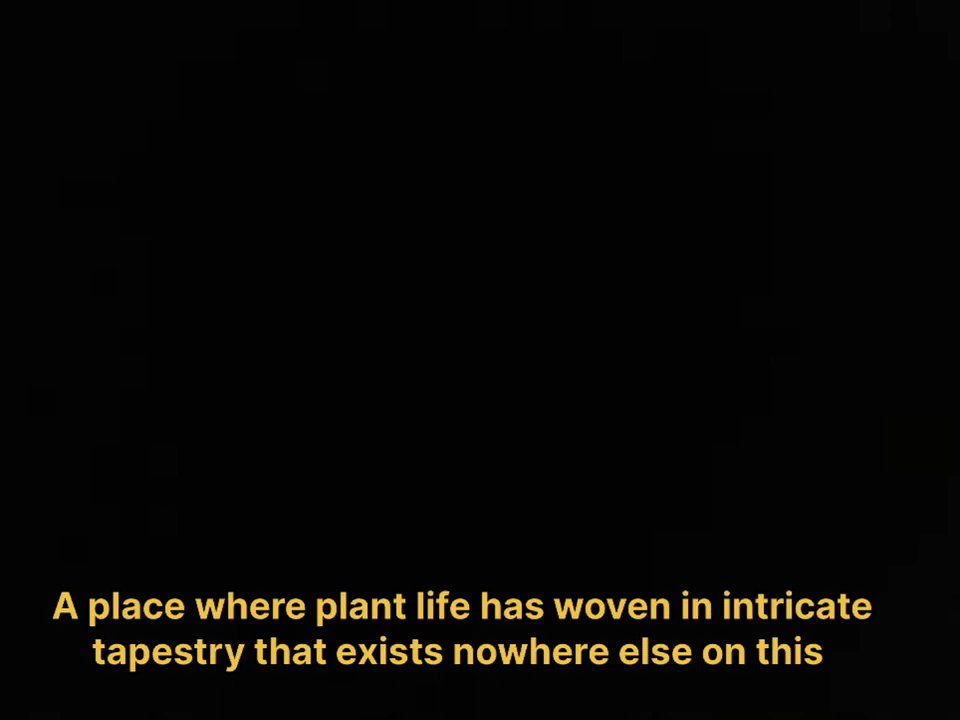 A place where plant life has woven in intricate
tapestry that exists nowhere else on this